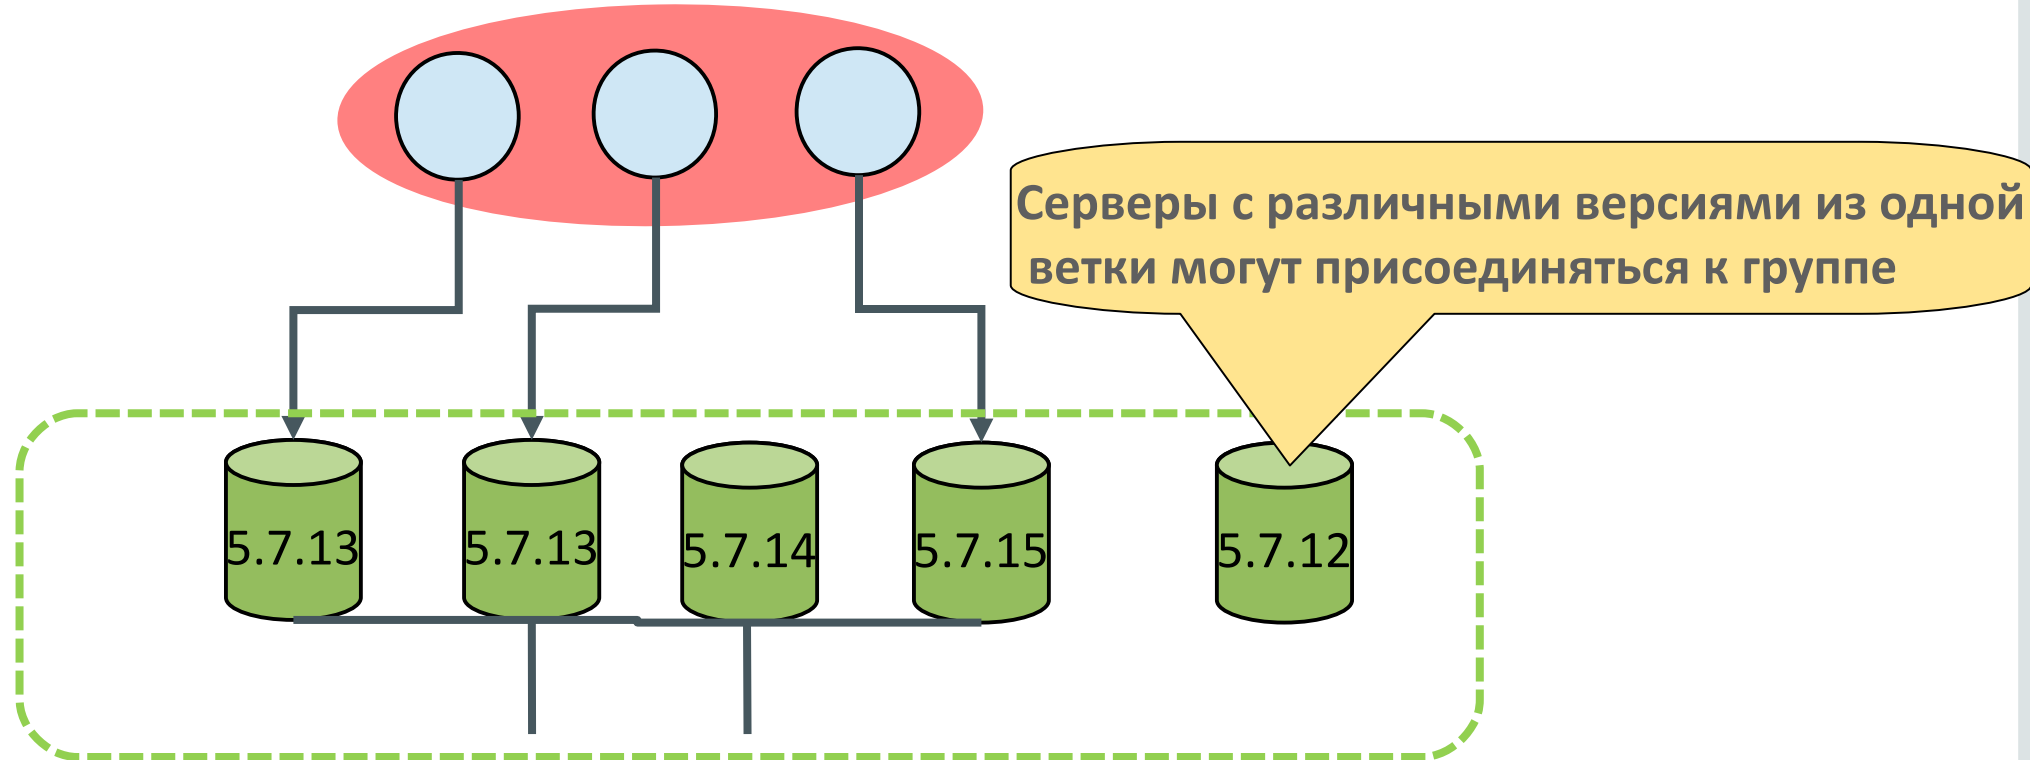 Серверы с различными версиями из одной
ветки могут присоединяться к группе
5.7.13
5.7.13
5.7.14
5.7.15
5.7.12